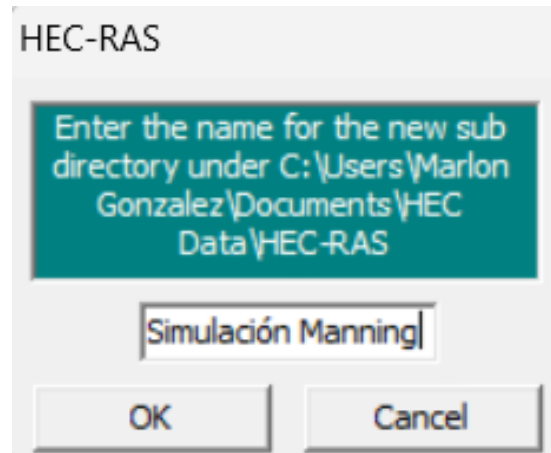 HEC-RAS
Enter the name for the new sub
directory under C:\Users\Marlon
Gonzalez\Documents\HEC
Data\HEC-RAS
Simulación Manning
OK
Cancel